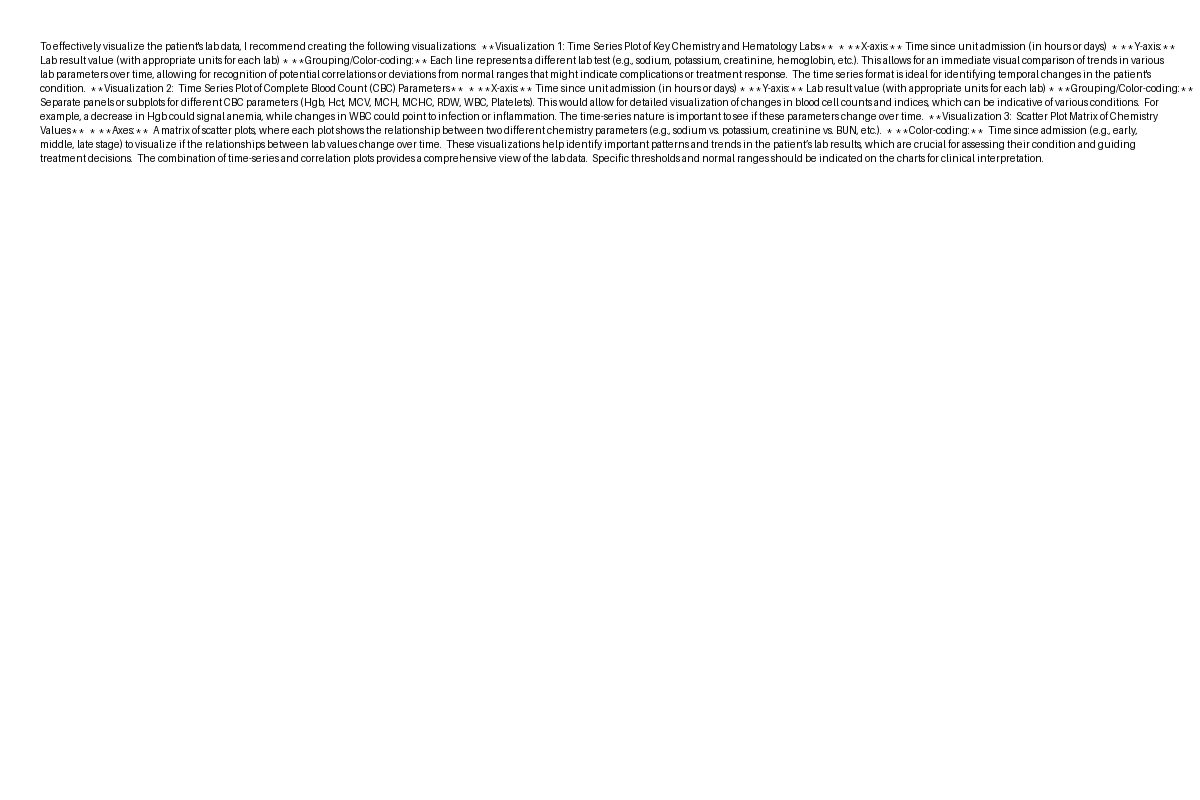 To effectively visualize the patient's lab data, I recommend creating the following visualizations:  **Visualization 1: Time Series Plot of Key Chemistry and Hematology Labs**  * **X-axis:** Time since unit admission (in hours or days)  * **Y-axis:**
Lab result value (with appropriate units for each lab) * **Grouping/Color-coding:** Each line represents a different lab test (e.g., sodium, potassium, creatinine, hemoglobin, etc.). This allows for an immediate visual comparison of trends in various
lab parameters over time, allowing for recognition of potential correlations or deviations from normal ranges that might indicate complications or treatment response.  The time series format is ideal for identifying temporal changes in the patient's
condition.  **Visualization 2:  Time Series Plot of Complete Blood Count (CBC) Parameters**  * **X-axis:** Time since unit admission (in hours or days) * **Y-axis:** Lab result value (with appropriate units for each lab) * **Grouping/Color-coding:**
Separate panels or subplots for different CBC parameters (Hgb, Hct, MCV, MCH, MCHC, RDW, WBC, Platelets). This would allow for detailed visualization of changes in blood cell counts and indices, which can be indicative of various conditions.  For
example, a decrease in Hgb could signal anemia, while changes in WBC could point to infection or inflammation. The time-series nature is important to see if these parameters change over time.  **Visualization 3:  Scatter Plot Matrix of Chemistry
Values**  * **Axes:**  A matrix of scatter plots, where each plot shows the relationship between two different chemistry parameters (e.g., sodium vs. potassium, creatinine vs. BUN, etc.).  * **Color-coding:**  Time since admission (e.g., early,
middle, late stage) to visualize if the relationships between lab values change over time.  These visualizations help identify important patterns and trends in the patient's lab results, which are crucial for assessing their condition and guiding
treatment decisions.  The combination of time-series and correlation plots provides a comprehensive view of the lab data.  Specific thresholds and normal ranges should be indicated on the charts for clinical interpretation.